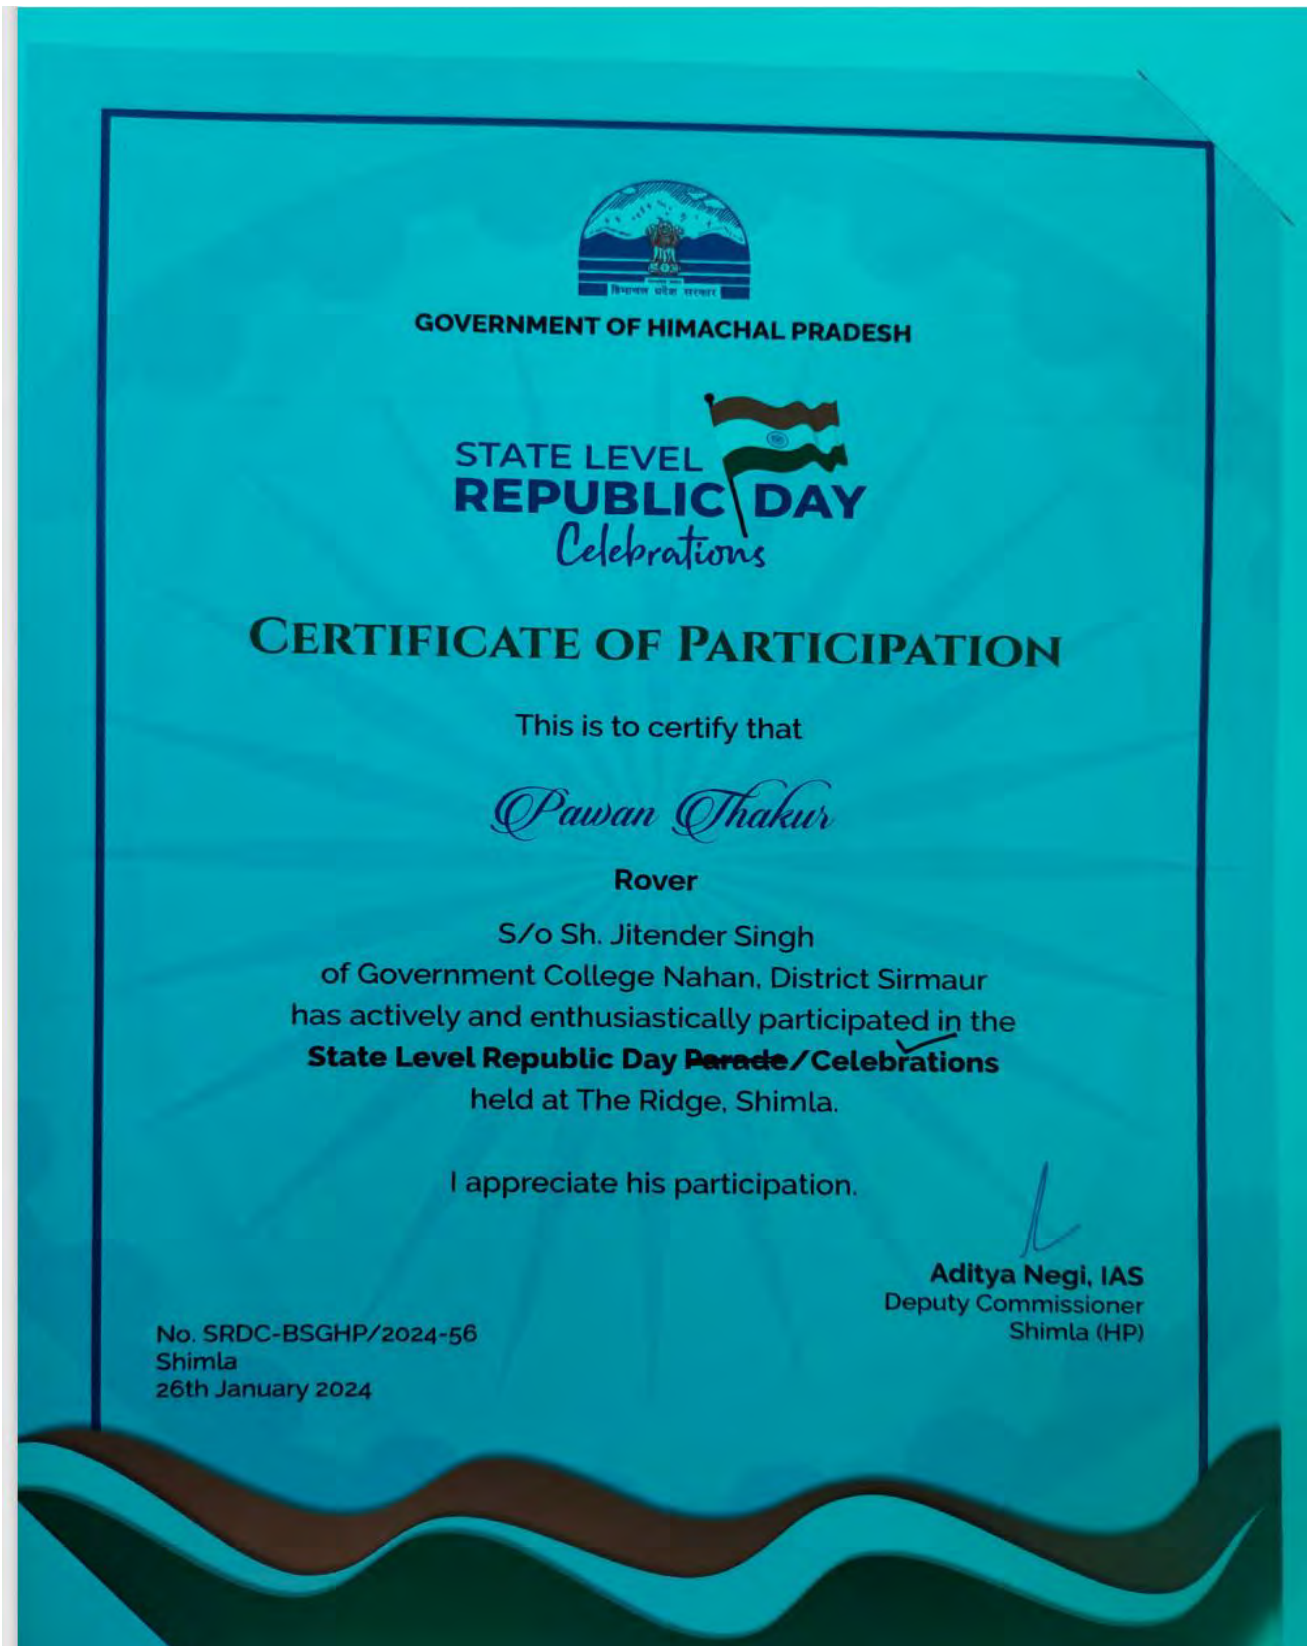 हिमाचल प्रदेश सरकार
GOVERNMENT OF HIMACHAL PRADESH
STATE LEVEL
REPUBLIC DAY
Celebrations
CERTIFICATE OF PARTICIPATION
This is to certify that
Pawan Thakur
Rover
S/o Sh. Jitender Singh
of Government College Nahan, District Sirmaur
has actively and enthusiastically participated in the
State Level Republic Day Parade/Celebrations
held at The Ridge, Shimla.
I appreciate his participation.
Aditya Negi, IAS
Deputy Commissioner
Shimla (HP)
No. SRDC-BSGHP/2024-56
Shimla
26th January 2024